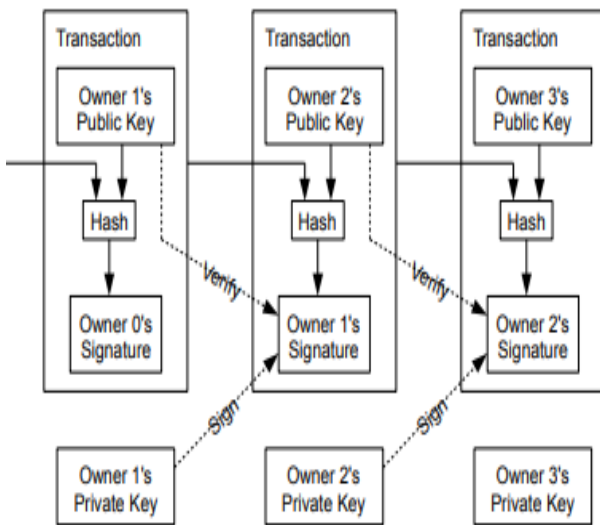 Transaction
Transaction
Transaction
Owner 1's
Public Key
Owner 2's
Public Key
Owner 3's
Public Key
Hash
Hash
Hash
Verify
Verify
Owner 0's
Signature
Owner 1's
Signature
Owner 2's
Signature
Sign
Sign
Owner 1's
Private Key
Owner 2's
Private Key
Owner 3's
Private Key